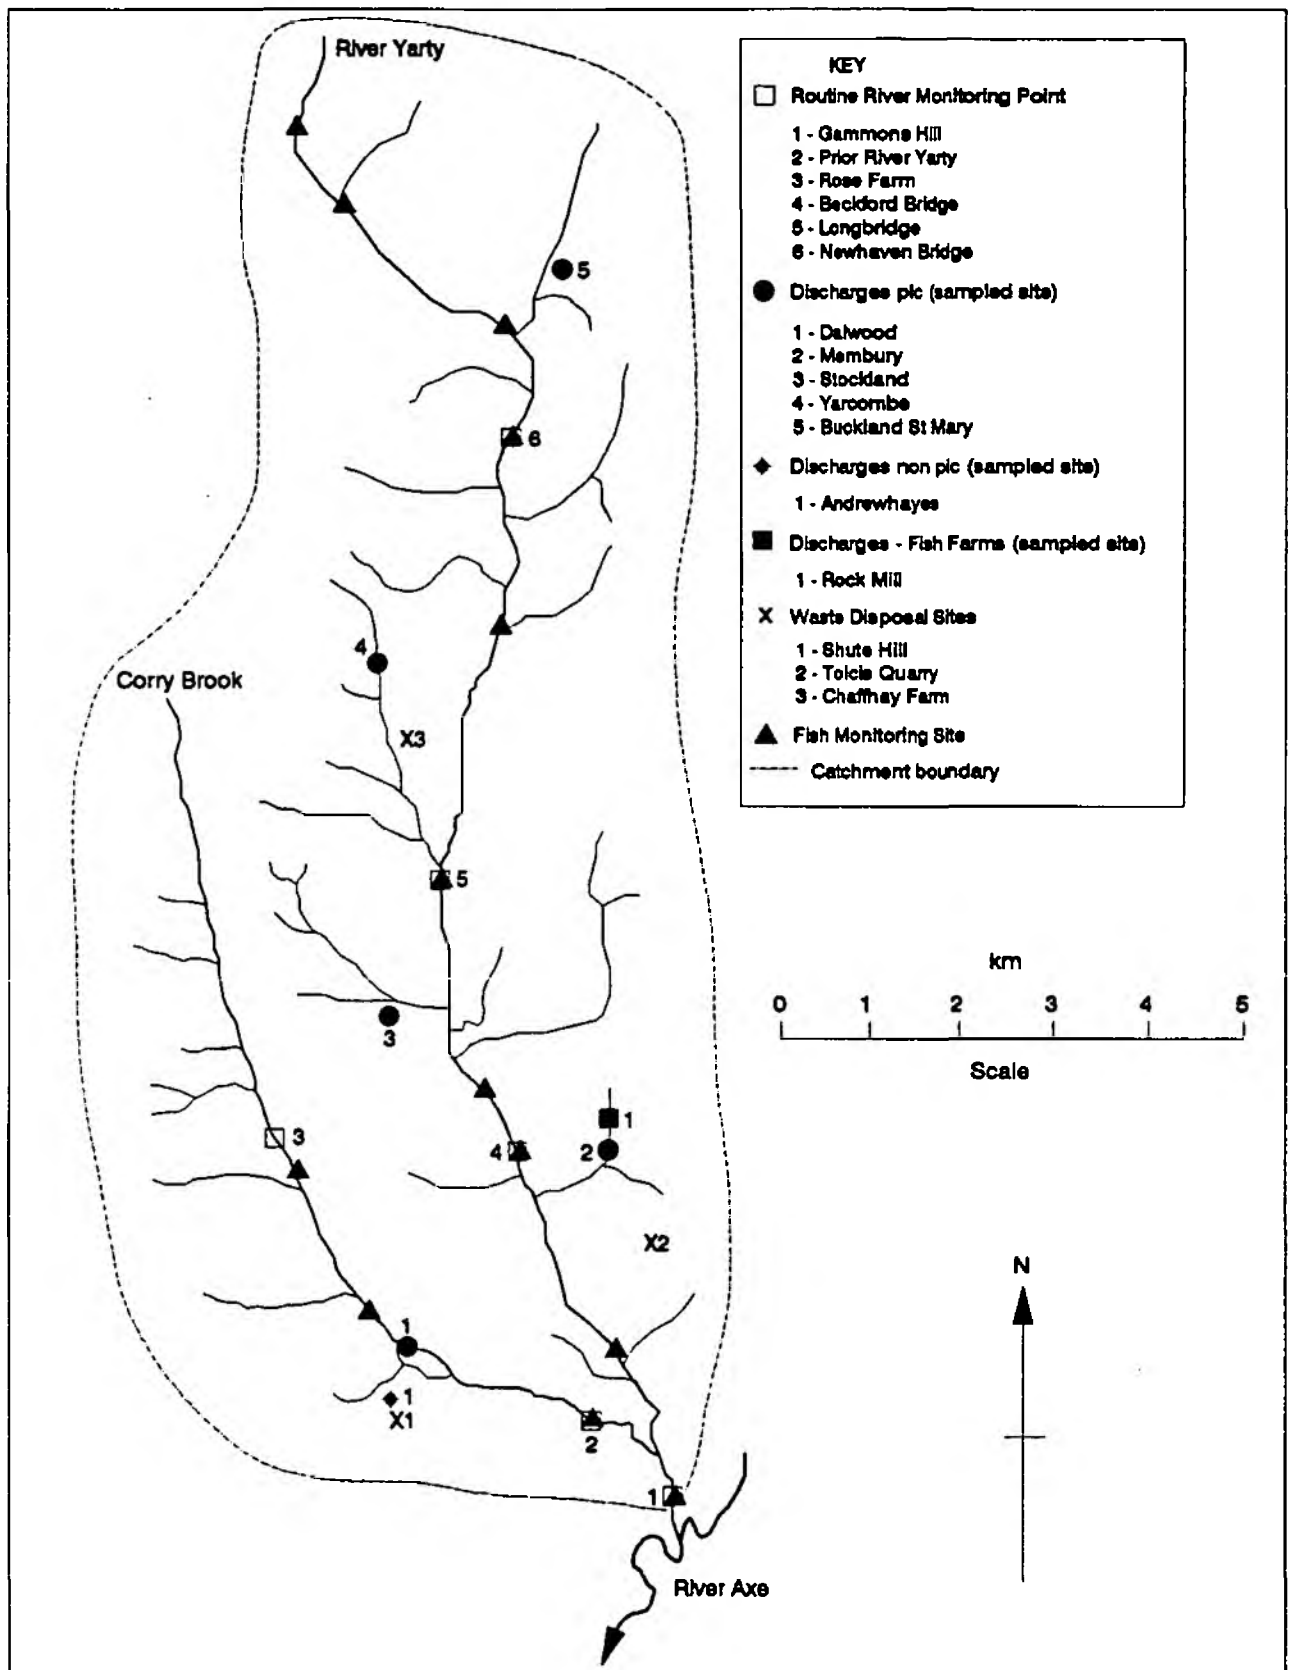 River Yarty
KEY
Routine River Monitoring Point
1 - Gammons Hill
2 - Prior River Yarty
3 - Rose Farm
4 - Beckford Bridge
5 - Longbridge
6 - Newhaven Bridge
Discharges plc (sampled site)
1 - Dalwood
2 - Membury
3 - Stockland
4 - Yarcombe
5 - Buckland St Mary
Discharges non plc (sampled site)
1 - Andrewhayes
Discharges - Fish Farms (sampled site)
1 - Rock Mill
X Waste Disposal Sites
1 - Shute Hill
2 - Tolcis Quarry
3 - Chaffhay Farm
Fish Monitoring Site
Catchment boundary
5
6
4
Corry Brook
X3
5
3
km
0 1 2 3 4 5
Scale
3
1
4
2
X2
N
1
1
X1
2
1
River Axe